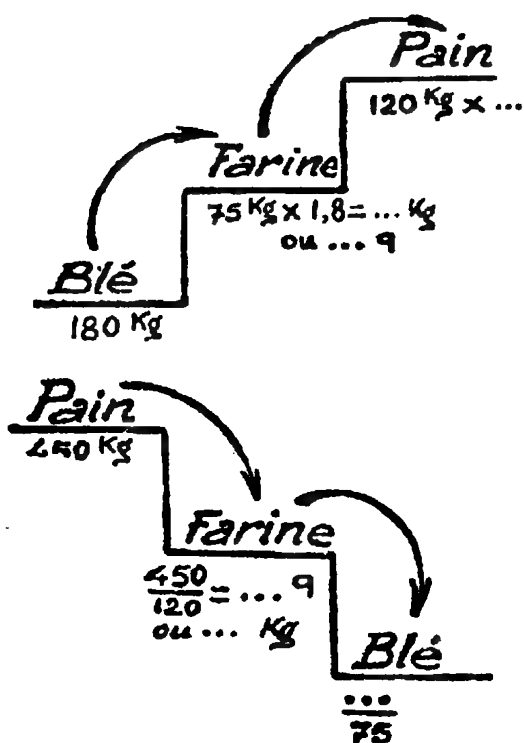 Pain
120 Kg x ...
Farine
75 Kg x 1,8 = ... Kg
ou ... q
Blé
180 Kg
Pain
450 Kg
Farine
450
120 = ... q
ou ... Kg
Blé
...
75